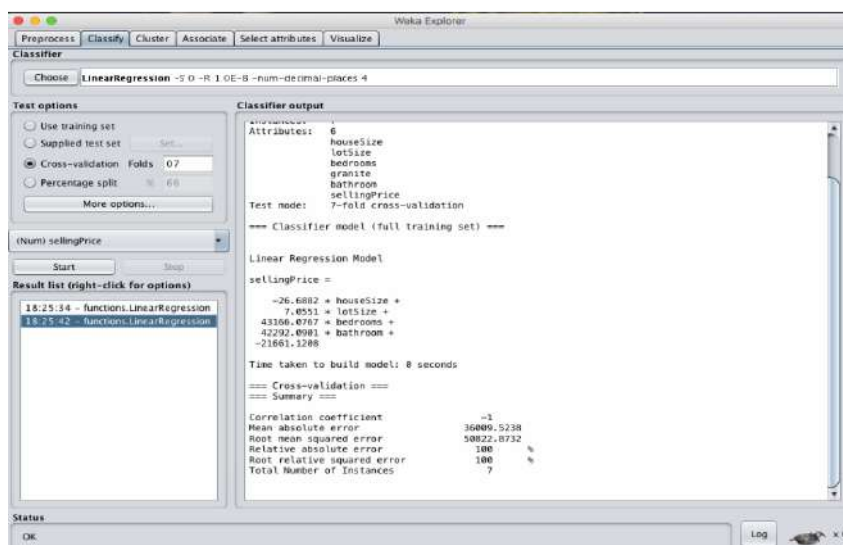 Weka Explorer
Preprocess Classify Cluster Associate Select attributes Visualize
Classifier
Choose LinearRegression -S 0 -R 1.0E-8 -num-decimal-places 4
Test options
Use training set
Supplied test set Set...
Cross-validation Folds 07
Percentage split % 66
More options...
(Num) sellingPrice
Start Stop
Result list (right-click for options)
18:25:34 - functions.LinearRegression
18:25:42 - functions.LinearRegression
Classifier output
Instances: 7
Attributes: 6
houseSize
lotSize
bedrooms
granite
bathroom
sellingPrice
Test mode: 7-fold cross-validation
=== Classifier model (full training set) ===
Linear Regression Model
sellingPrice =
-26.6882 * houseSize +
7.0551 * lotSize +
43166.0767 * bedrooms +
42292.0901 * bathroom +
-21661.1208
Time taken to build model: 0 seconds
=== Cross-validation ===
=== Summary ===
Correlation coefficient -1
Mean absolute error 36009.5238
Root mean squared error 50822.8732
Relative absolute error 100 %
Root relative squared error 100 %
Total Number of Instances 7
Status
OK
Log